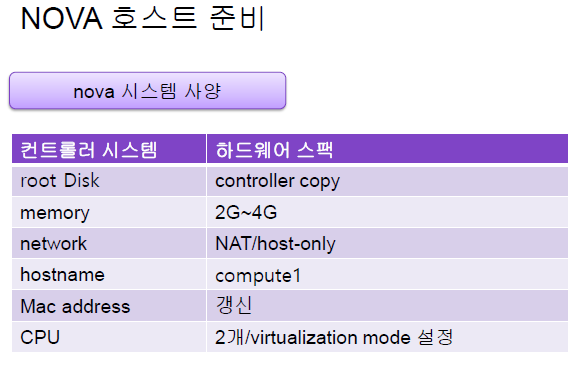 NOVA 호스트 준비
nova 시스템 사양
컨트롤러 시스템 하드웨어 스팩
root Disk controller copy
memory 2G~4G
network NAT/host-only
hostname compute1
Mac address 갱신
CPU 2개/virtualization mode 설정